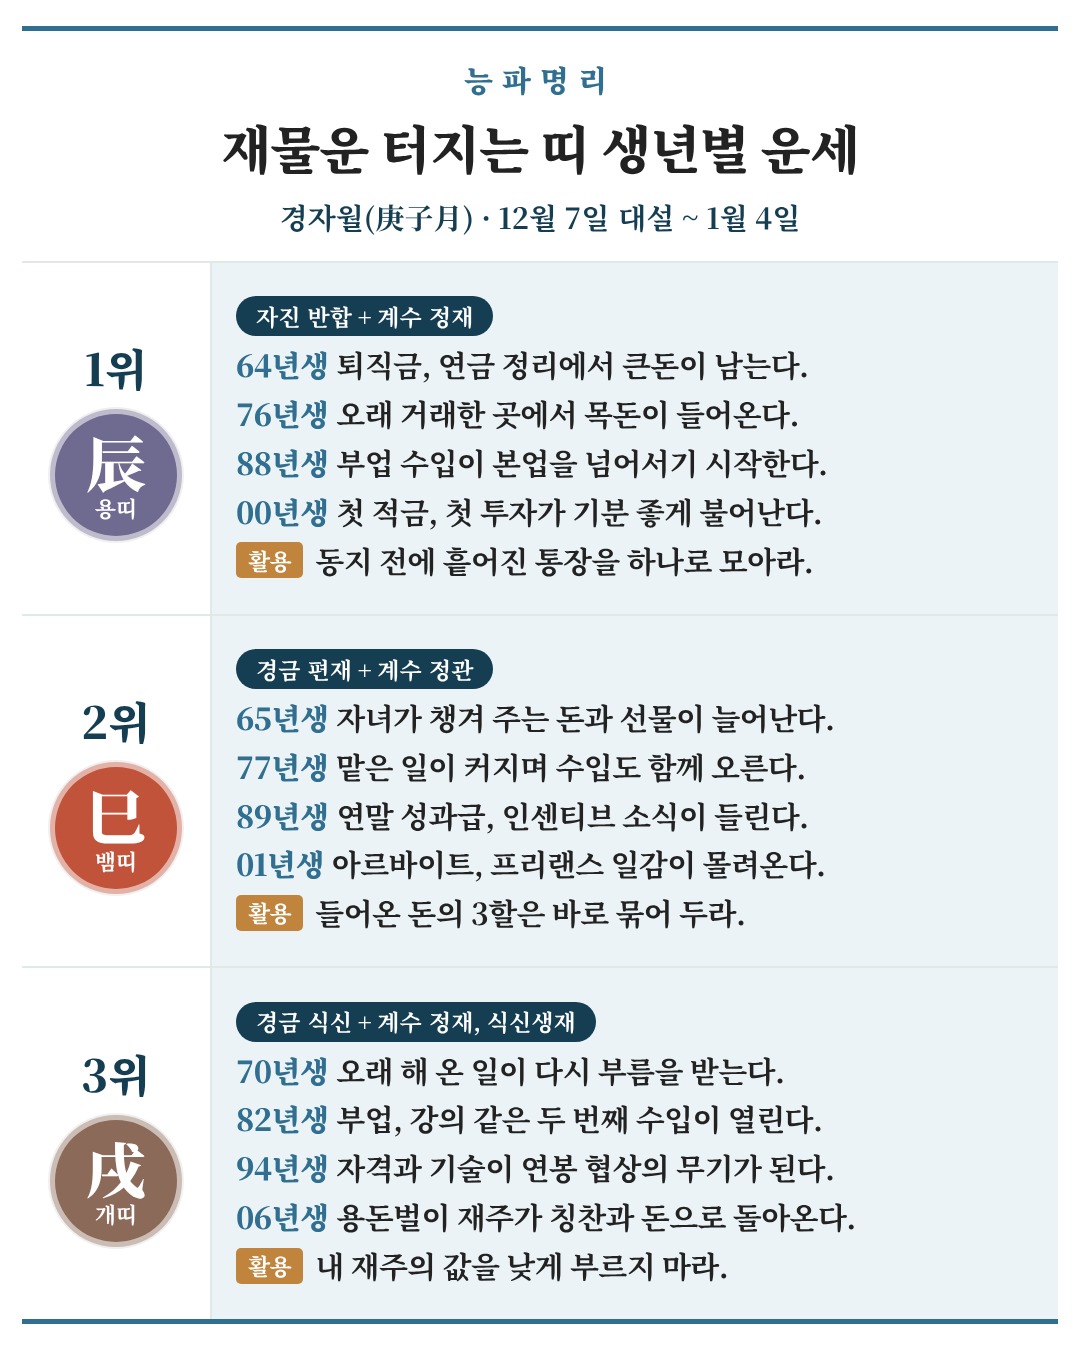 능파명리
재물운 터지는 띠 생년별 운세
경자월(庚子月) · 12월 7일 대설 ~ 1월 4일
1위
辰
용띠
자진 반합 + 계수 정재
64년생 퇴직금, 연금 정리에서 큰돈이 남는다.
76년생 오래 거래한 곳에서 목돈이 들어온다.
88년생 부업 수입이 본업을 넘어서기 시작한다.
00년생 첫 적금, 첫 투자가 기분 좋게 불어난다.
활용 동지 전에 흩어진 통장을 하나로 모아라.
2위
巳
뱀띠
경금 편재 + 계수 정관
65년생 자녀가 챙겨 주는 돈과 선물이 늘어난다.
77년생 맡은 일이 커지며 수입도 함께 오른다.
89년생 연말 성과급, 인센티브 소식이 들린다.
01년생 아르바이트, 프리랜스 일감이 몰려온다.
활용 들어온 돈의 3할은 바로 묶어 두라.
3위
戌
개띠
경금 식신 + 계수 정재, 식신생재
70년생 오래 해 온 일이 다시 부름을 받는다.
82년생 부업, 강의 같은 두 번째 수입이 열린다.
94년생 자격과 기술이 연봉 협상의 무기가 된다.
06년생 용돈벌이 재주가 칭찬과 돈으로 돌아온다.
활용 내 재주의 값을 낮게 부르지 마라.